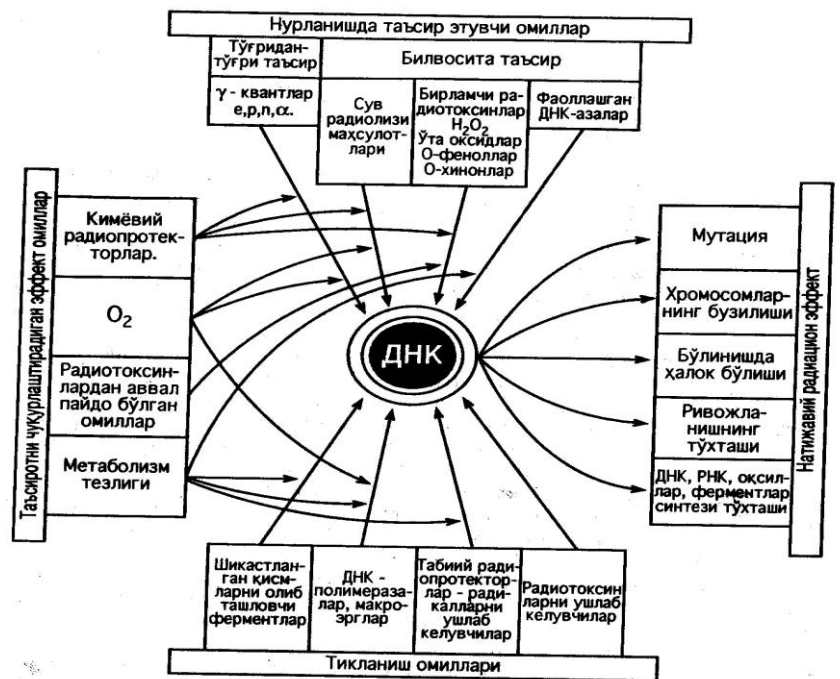 Нурланишда таъсир этувчи омиллар
Тўғридан-
тўғри таъсир
Билвосита таъсир
γ - квантлар
e,p,n,α.
Сув
радиолизи
маҳсулот-
лари
Бирламчи ра-
диотоксинлар
H₂O₂
Ўта оксидлар
О-феноллар
О-хинонлар
Фаоллашган
ДНК-азалар
Таъсиротни чуқурлаштирадиган эффект омиллар
Кимёвий
радиопротек-
торлар.
O₂
Радиотоксин-
лардан аввал
пайдо бўлган
омиллар
Метаболизм
тезлиги
ДНК
Мутация
Хромосомлар-
нинг бузилиши
Бўлинишда
ҳалок бўлиши
Ривожла-
нишнинг
тўхташи
ДНК, РНК, оқсил-
лар, ферментлар
синтези тўхташи
Натижавий радиацион эффект
Шикастлан-
ган қисм-
ларни олиб
ташловчи
ферментлар
ДНК -
полимераза-
лар, макро-
эрглар
Табиий ради-
опротектор-
лар - ради-
калларни
ушлаб
келувчилар
Радиотоксин
ларни ушлаб
келувчилар
Тикланиш омиллари